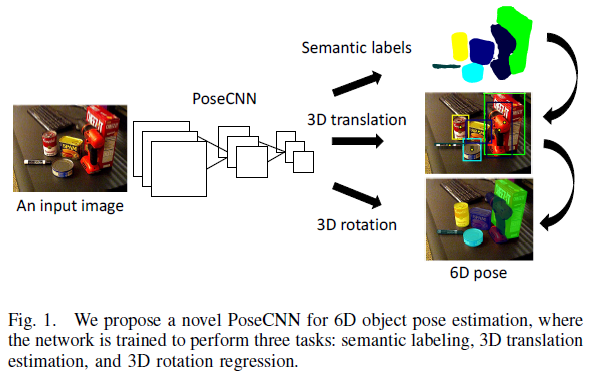 Semantic labels
PoseCNN
3D translation
An input image
3D rotation
6D pose
Fig. 1. We propose a novel PoseCNN for 6D object pose estimation, where
the network is trained to perform three tasks: semantic labeling, 3D translation
estimation, and 3D rotation regression.